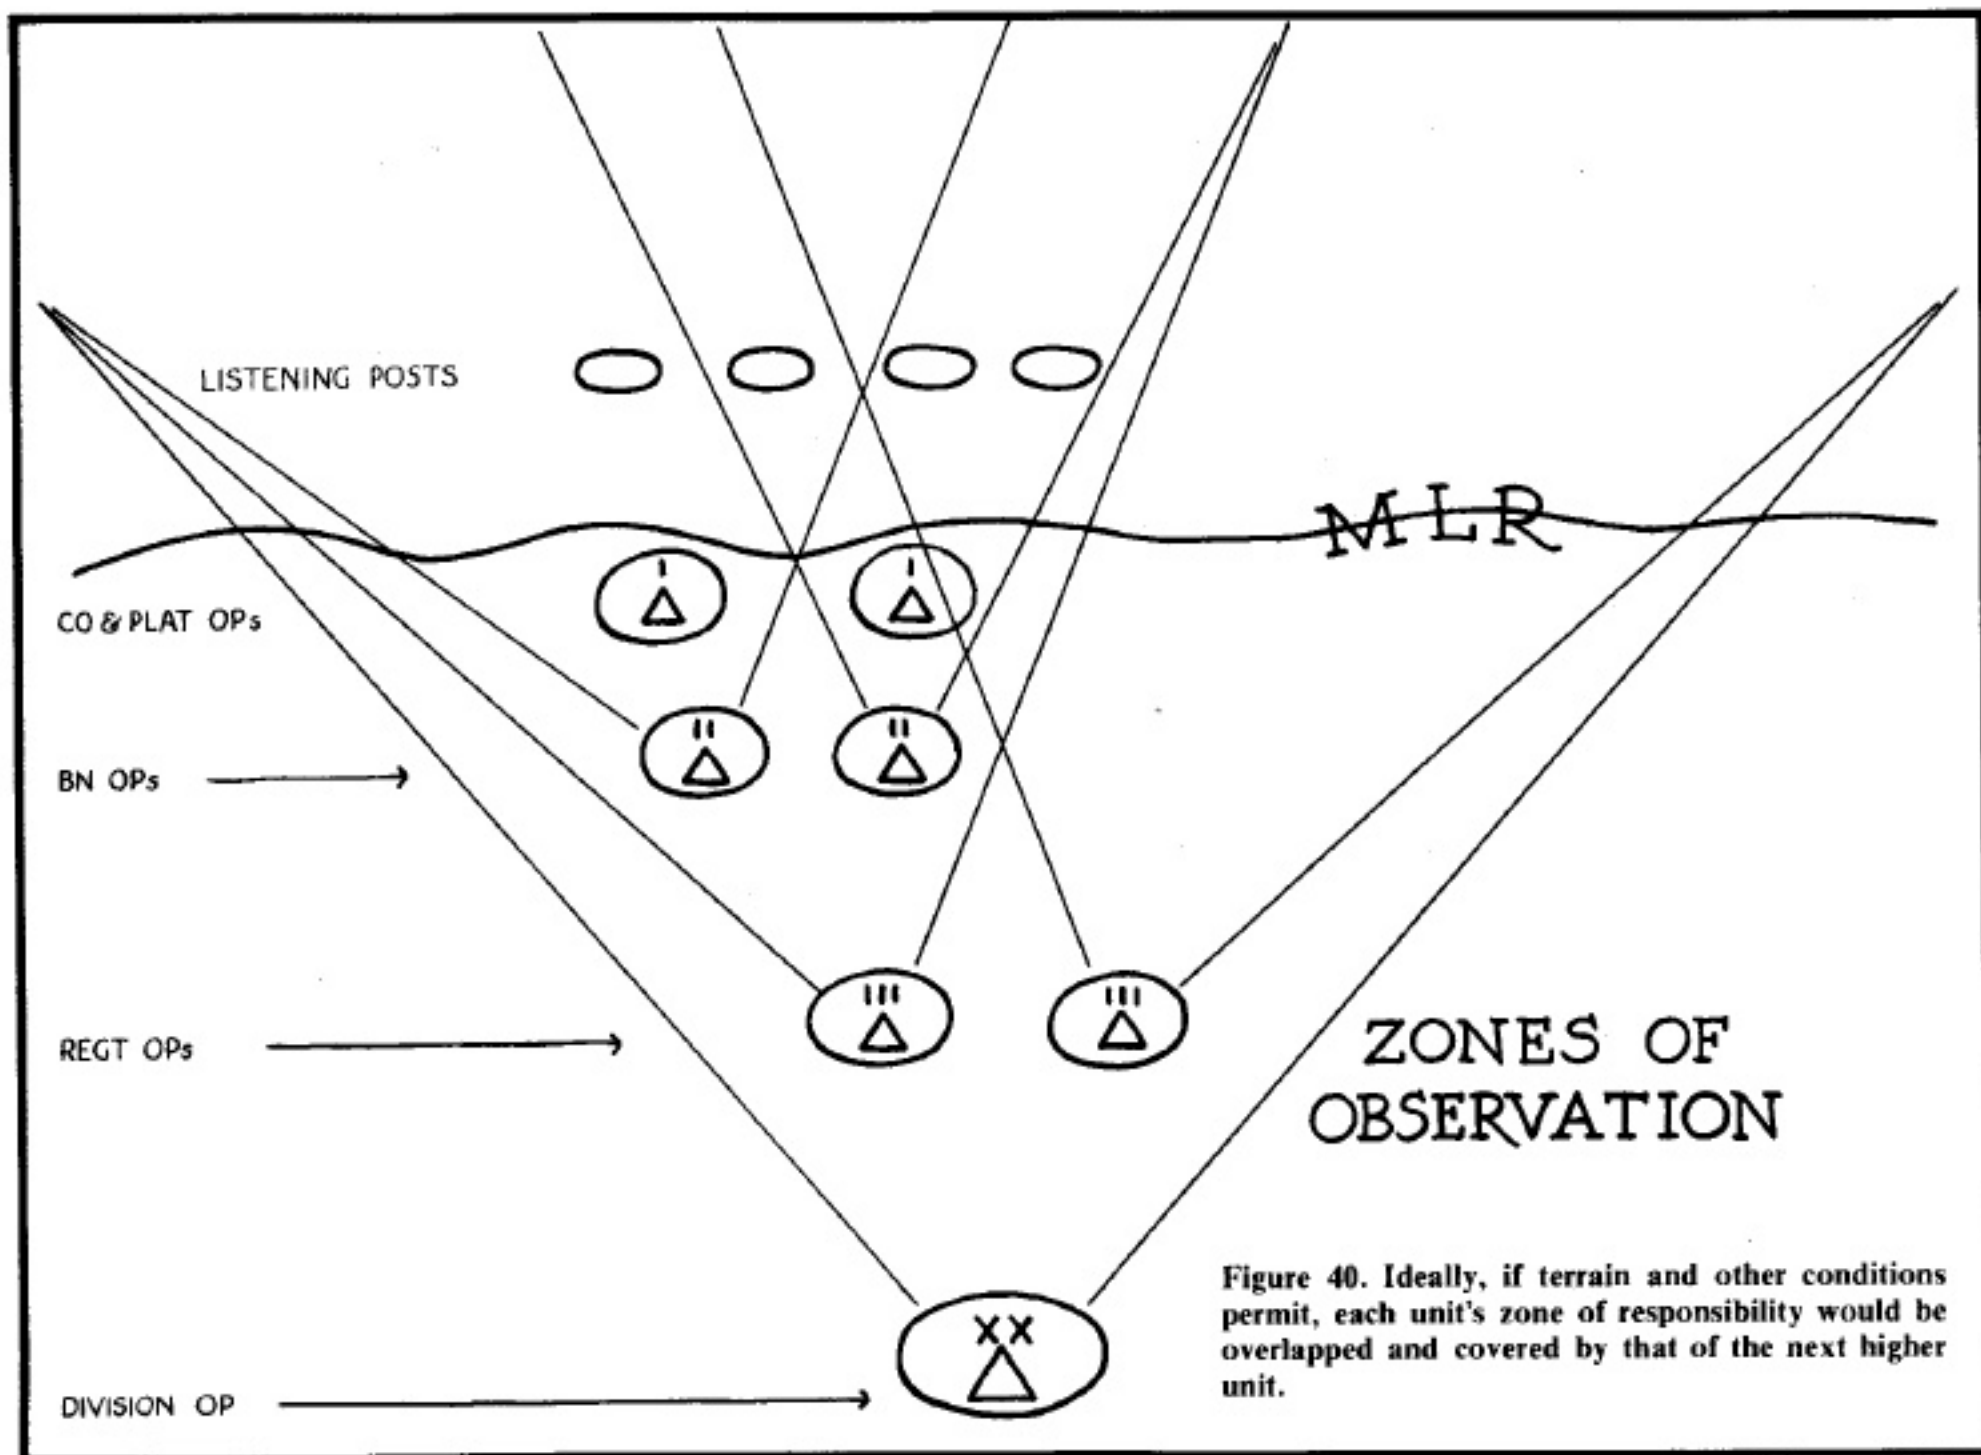 LISTENING POSTS
MLR
CO & PLAT OPs
BN OPs
REGT OPs
ZONES OF
OBSERVATION
XX
DIVISION OP
Figure 40. Ideally, if terrain and other conditions
permit, each unit's zone of responsibility would be
overlapped and covered by that of the next higher
unit.